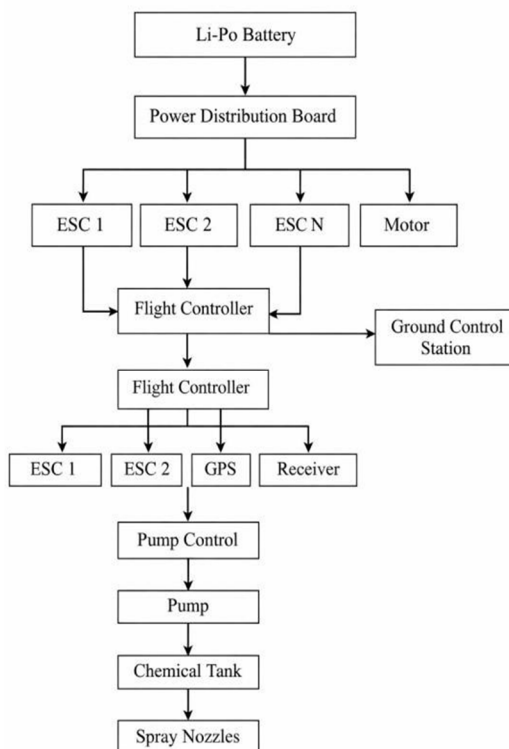 Li-Po Battery
Power Distribution Board
ESC 1
ESC 2
ESC N
Motor
Flight Controller
Ground Control
Station
Flight Controller
ESC 1
ESC 2
GPS
Receiver
Pump Control
Pump
Chemical Tank
Spray Nozzles